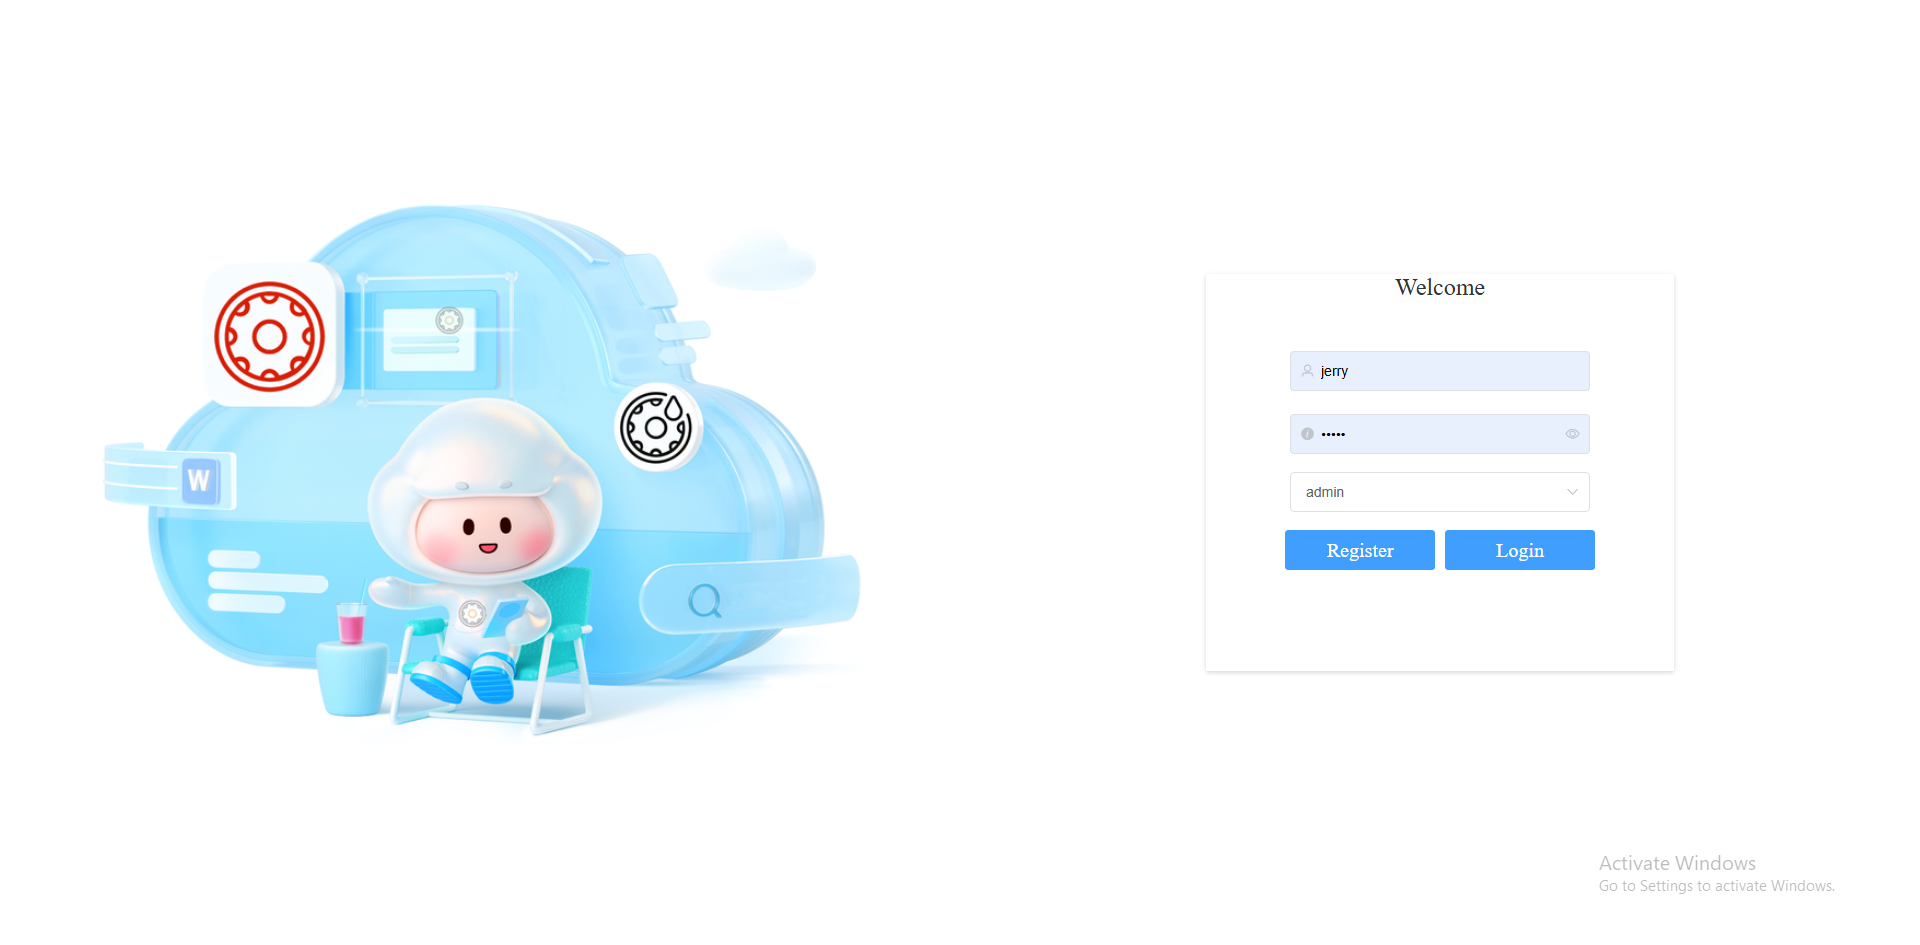 W
Welcome
jerry
•••••
admin
Register Login
Activate Windows
Go to Settings to activate Windows.